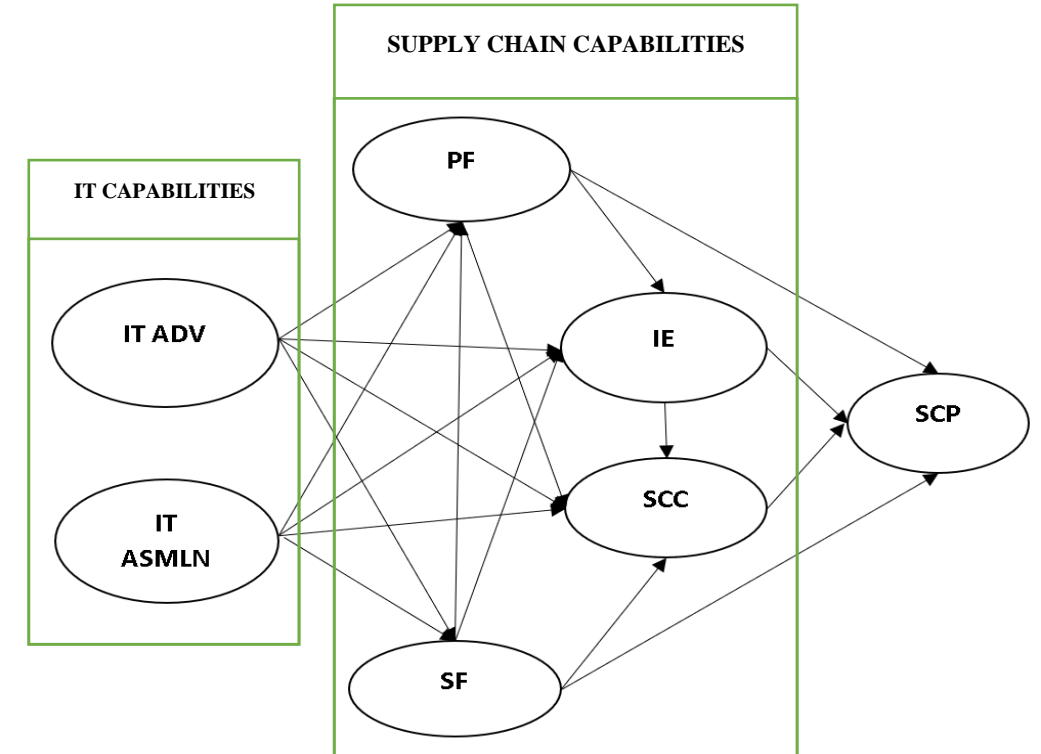 SUPPLY CHAIN CAPABILITIES
PF
IT CAPABILITIES
IT ADV
IE
SCP
SCC
IT
ASMLN
SF